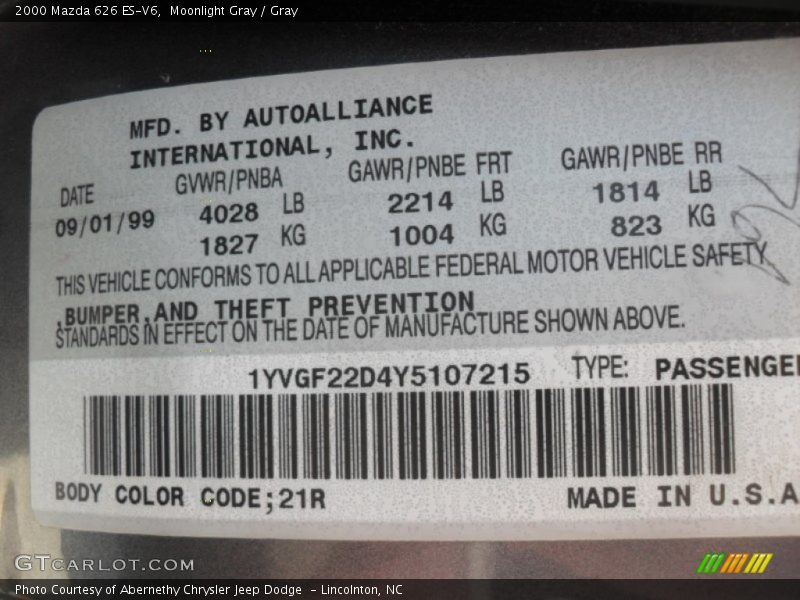 2000 Mazda 626 ES-V6, Moonlight Gray / Gray
MFD. BY AUTOALLIANCE
INTERNATIONAL, INC.
DATE GVWR/PNBA GAWR/PNBE FRT GAWR/PNBE RR
09/01/99 4028 LB 2214 LB 1814 LB
1827 KG 1004 KG 823 KG
THIS VEHICLE CONFORMS TO ALL APPLICABLE FEDERAL MOTOR VEHICLE SAFETY
,BUMPER,AND THEFT PREVENTION
STANDARDS IN EFFECT ON THE DATE OF MANUFACTURE SHOWN ABOVE.
1YVGF22D4Y5107215 TYPE: PASSENGE
BODY COLOR CODE;21R MADE IN U.S.A
GTCARLOT.COM
Photo Courtesy of Abernethy Chrysler Jeep Dodge - Lincolnton, NC